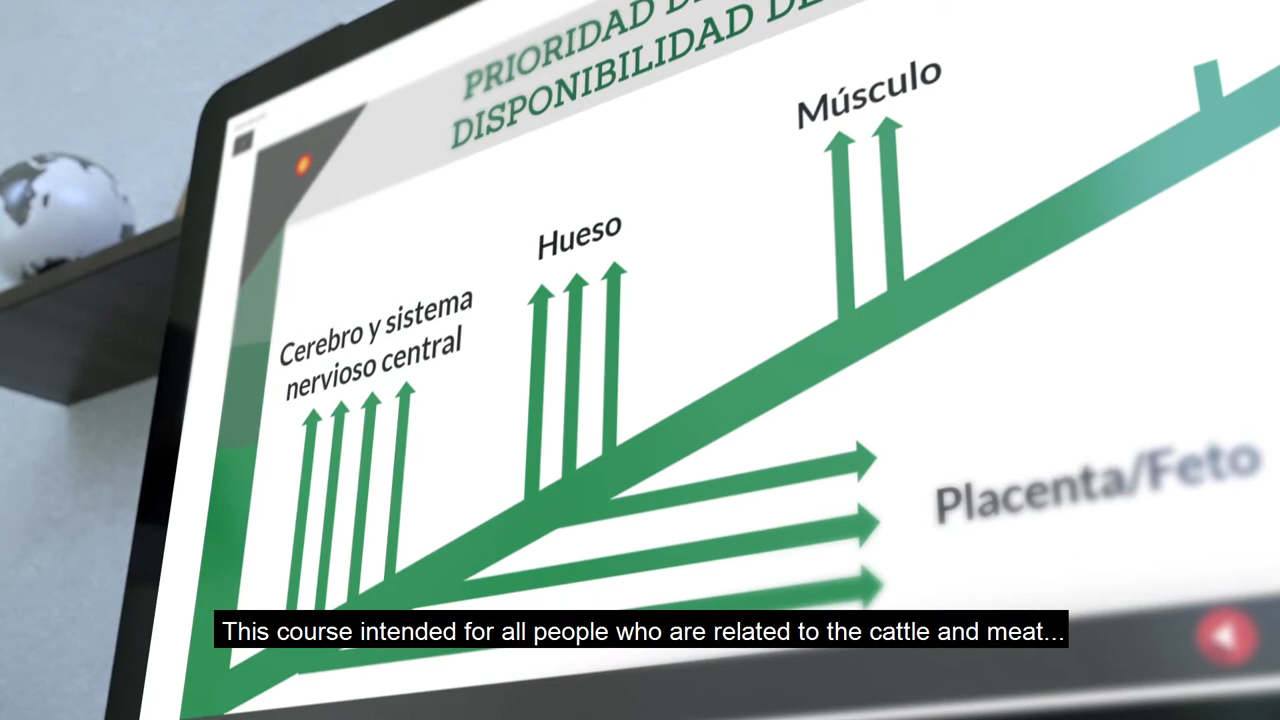 PRIORIDAD
DISPONIBILIDAD
Músculo
Hueso
Cerebro y sistema
nervioso central
Placenta/Feto
This course intended for all people who are related to the cattle and meat...